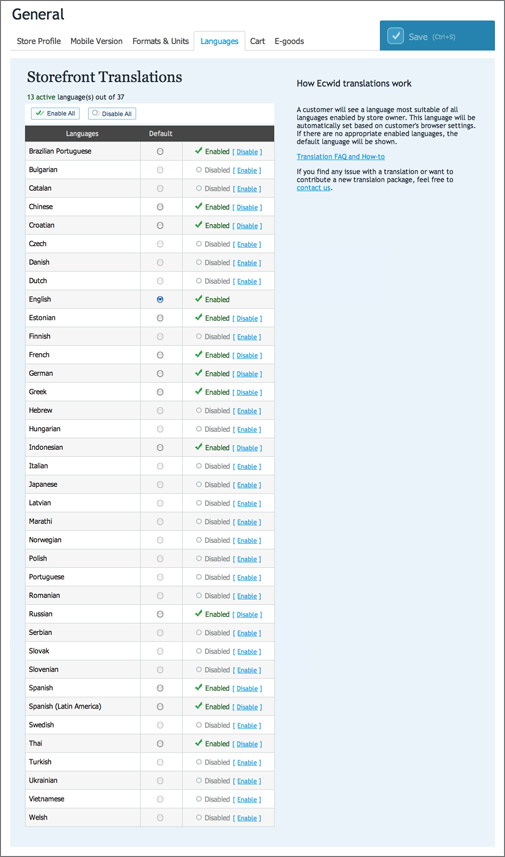 General
Store Profile Mobile Version Formats & Units Languages Cart E-goods
Save (Ctrl+S)
Storefront Translations
13 active language(s) out of 37
Enable All Disable All
Languages Default
Brazilian Portuguese Enabled [ Disable ]
Bulgarian Disabled [ Enable ]
Catalan Disabled [ Enable ]
Chinese Enabled [ Disable ]
Croatian Enabled [ Disable ]
Czech Disabled [ Enable ]
Danish Disabled [ Enable ]
Dutch Disabled [ Enable ]
English Enabled
Estonian Enabled [ Disable ]
Finnish Disabled [ Enable ]
French Enabled [ Disable ]
German Enabled [ Disable ]
Greek Enabled [ Disable ]
Hebrew Disabled [ Enable ]
Hungarian Disabled [ Enable ]
Indonesian Enabled [ Disable ]
Italian Disabled [ Enable ]
Japanese Disabled [ Enable ]
Latvian Disabled [ Enable ]
Marathi Disabled [ Enable ]
Norwegian Disabled [ Enable ]
Polish Disabled [ Enable ]
Portuguese Disabled [ Enable ]
Romanian Disabled [ Enable ]
Russian Enabled [ Disable ]
Serbian Disabled [ Enable ]
Slovak Disabled [ Enable ]
Slovenian Disabled [ Enable ]
Spanish Enabled [ Disable ]
Spanish (Latin America) Enabled [ Disable ]
Swedish Disabled [ Enable ]
Thai Enabled [ Disable ]
Turkish Disabled [ Enable ]
Ukrainian Disabled [ Enable ]
Vietnamese Disabled [ Enable ]
Welsh Disabled [ Enable ]
How Ecwid translations work
A customer will see a language most suitable of all
languages enabled by store owner. This language will be
automatically set based on customer's browser settings.
If there are no appropriate enabled languages, the
default language will be shown.
Translation FAQ and How-to
If you find any issue with a translation or want to
contribute a new translaion package, feel free to
contact us.